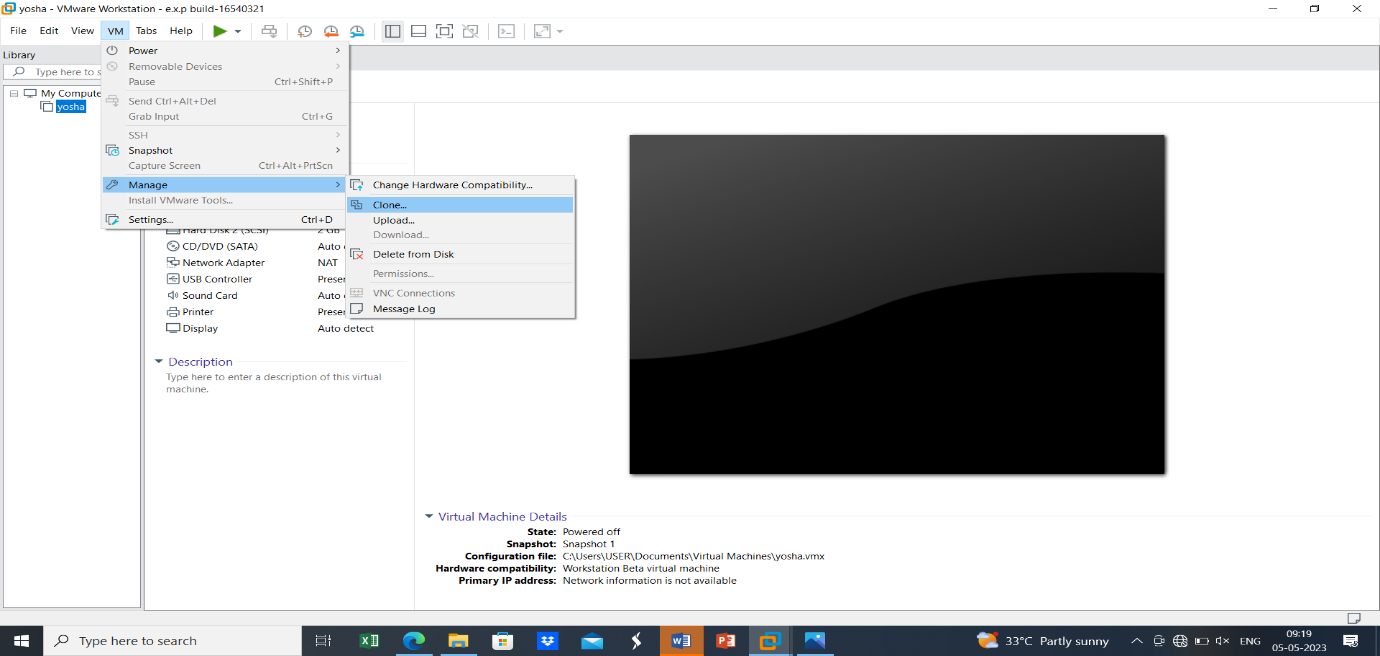 yosha - VMware Workstation - e.x.p build-16540321
File Edit View VM Tabs Help
Library
Type here to s
My Compute
yosha
Power
Removable Devices
Pause Ctrl+Shift+P
Send Ctrl+Alt+Del
Grab Input Ctrl+G
SSH
Snapshot
Capture Screen Ctrl+Alt+PrtScn
Manage
Install VMware Tools...
Settings... Ctrl+D
Change Hardware Compatibility...
Clone...
Upload...
Download...
Delete from Disk
Permissions...
VNC Connections
Message Log
Hard Disk 2 (SCSI) 2 GB
CD/DVD (SATA) Auto
Network Adapter NAT
USB Controller Presen
Sound Card Auto
Printer Presen
Display Auto detect
Description
Type here to enter a description of this virtual
machine.
Virtual Machine Details
State: Powered off
Snapshot: Snapshot 1
Configuration file: C:\Users\USER\Documents\Virtual Machines\yosha.vmx
Hardware compatibility: Workstation Beta virtual machine
Primary IP address: Network information is not available
Type here to search
33°C Partly sunny
ENG
09:19
05-05-2023